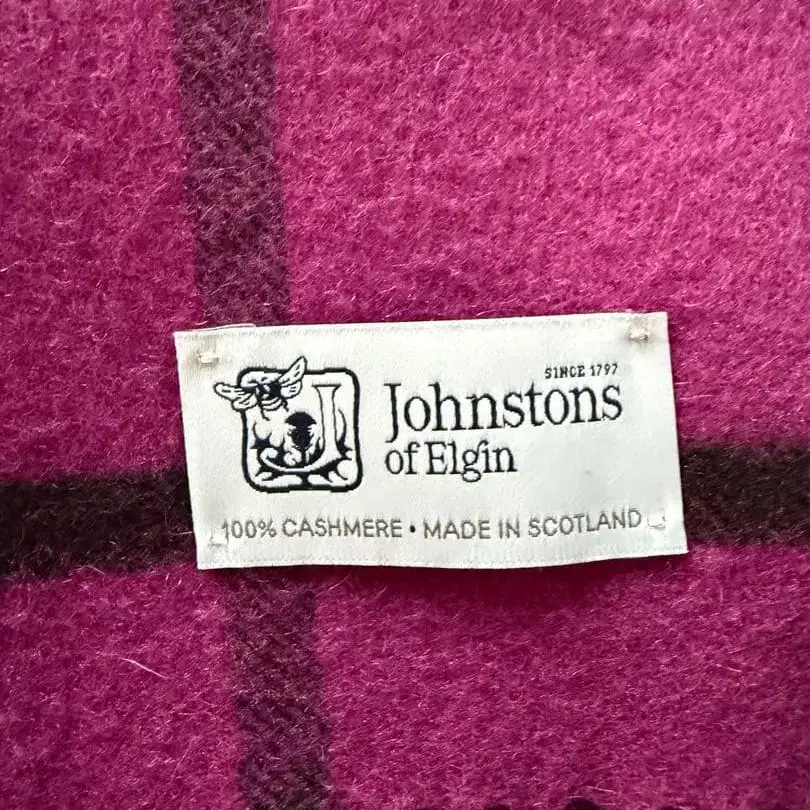 SINCE 1797
Johnstons
of Elgin
100% CASHMERE • MADE IN SCOTLAND